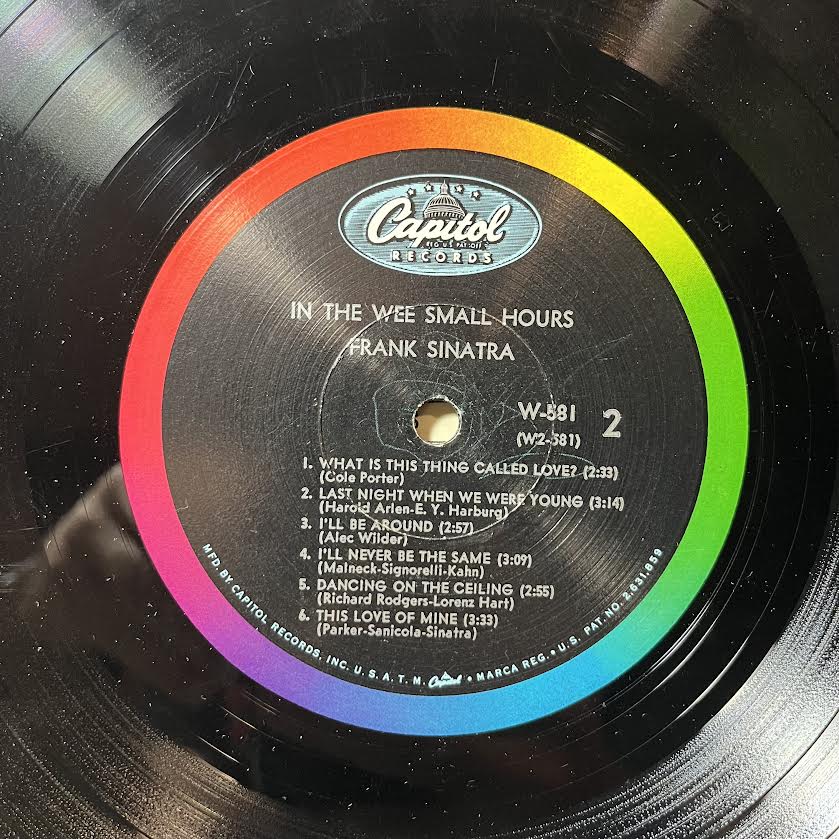 Capitol
REG. U.S. PAT. OFF.
RECORDS
IN THE WEE SMALL HOURS
FRANK SINATRA
W-581 2
(W2-581)
1. WHAT IS THIS THING CALLED LOVE? (2:33)
(Cole Porter)
2. LAST NIGHT WHEN WE WERE YOUNG (3:14)
(Harold Arlen-E. Y. Harburg)
3. I'LL BE AROUND (2:57)
(Alec Wilder)
4. I'LL NEVER BE THE SAME (3:09)
(Malneck-Signorelli-Kahn)
5. DANCING ON THE CEILING (2:55)
(Richard Rodgers-Lorenz Hart)
6. THIS LOVE OF MINE (3:33)
(Parker-Sanicola-Sinatra)
MFD. BY CAPITOL RECORDS, INC. U. S. A. T. M. Capitol • MARCA REG. • U. S. PAT. NO. 2,631,859